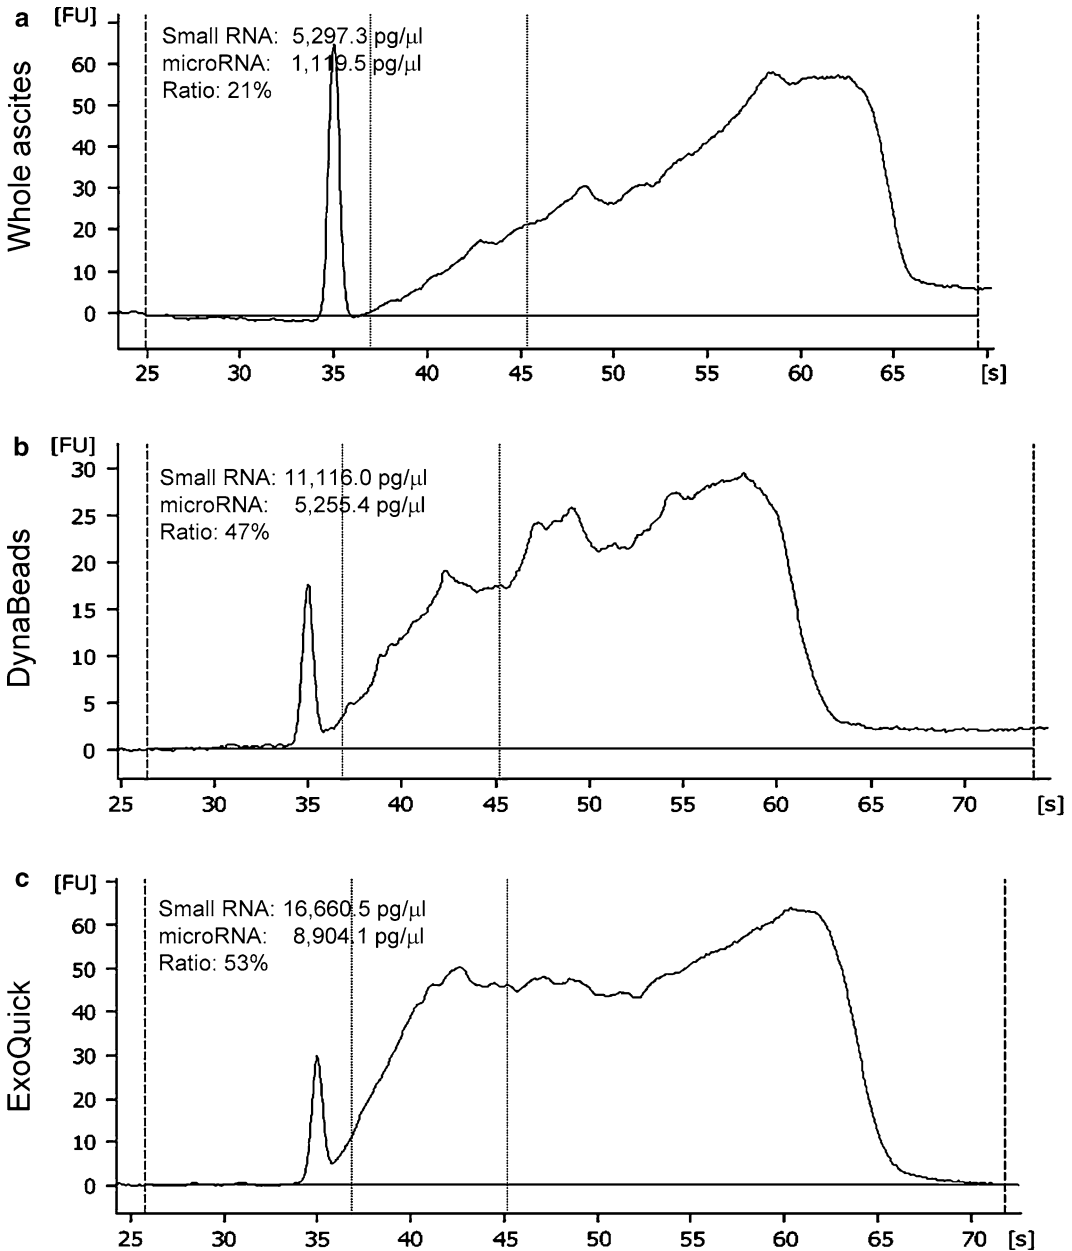 a [FU]
Small RNA: 5,297.3 pg/µl
microRNA: 1,119.5 pg/µl
Ratio: 21%
Whole ascites
60
50
40
30
20
10
0
25 30 35 40 45 50 55 60 65 [s]
b [FU]
Small RNA: 11,116.0 pg/µl
microRNA: 5,255.4 pg/µl
Ratio: 47%
DynaBeads
30
25
20
15
10
5
0
25 30 35 40 45 50 55 60 65 70 [s]
c [FU]
Small RNA: 16,660.5 pg/µl
microRNA: 8,904.1 pg/µl
Ratio: 53%
ExoQuick
60
50
40
30
20
10
0
25 30 35 40 45 50 55 60 65 70 [s]